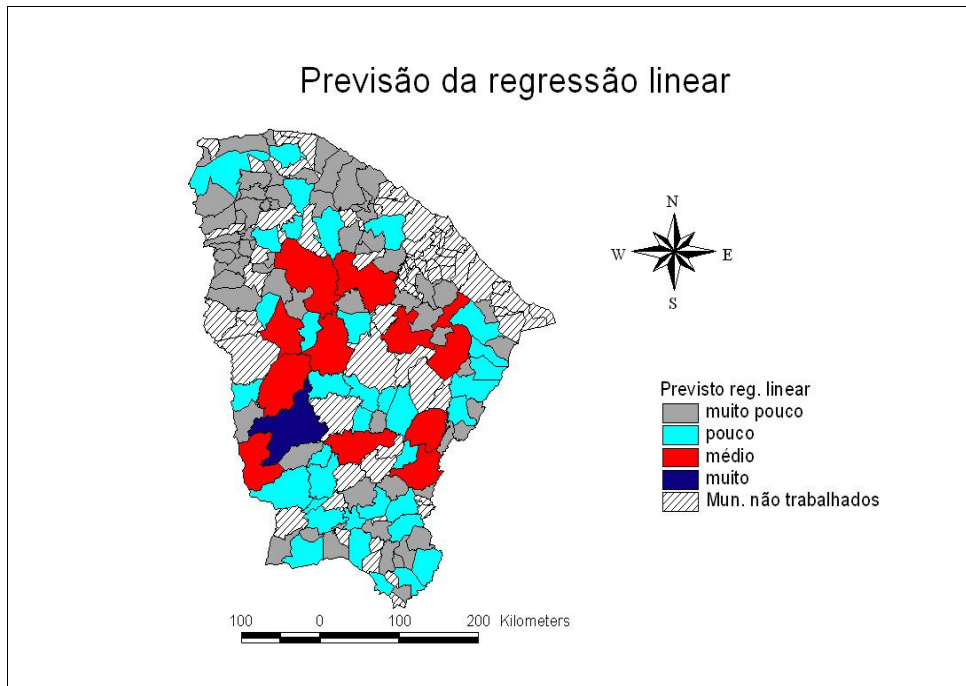 Previsão da regressão linear
N
W
E
S
Previsto reg. linear
muito pouco
pouco
médio
muito
Mun. não trabalhados
100 0 100 200 Kilometers